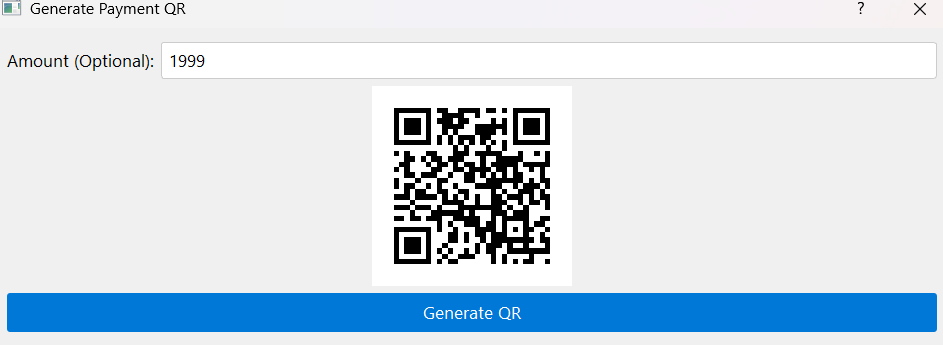 Generate Payment QR
Amount (Optional): 1999
Generate QR